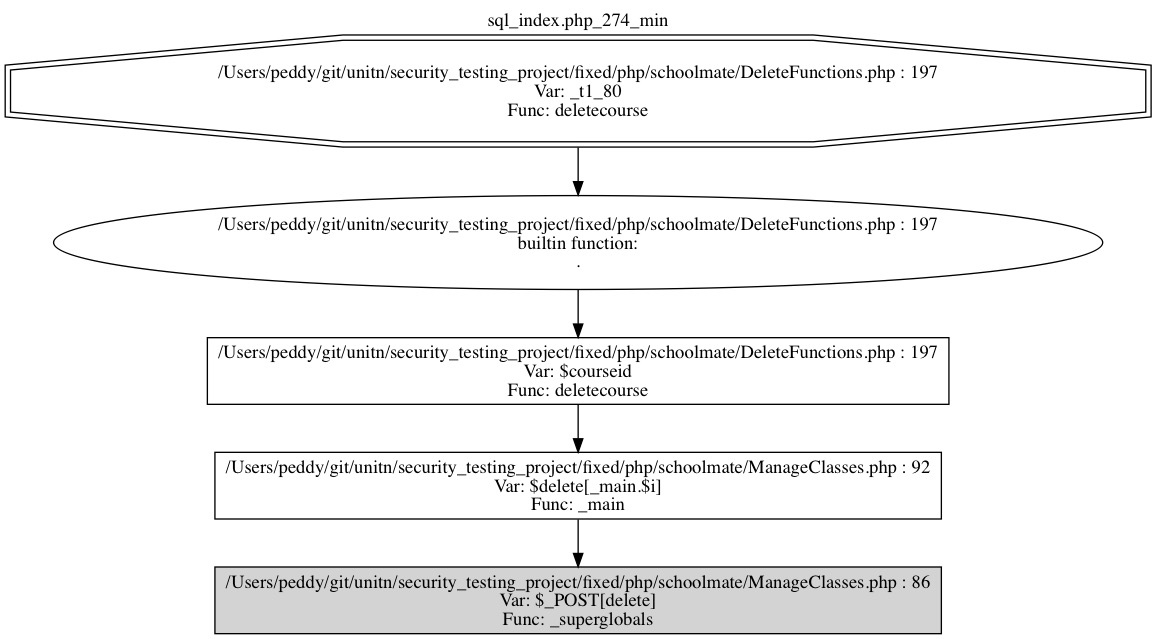 sql_index.php_274_min
/Users/peddy/git/unitn/security_testing_project/fixed/php/schoolmate/DeleteFunctions.php : 197
Var: _t1_80
Func: deletecourse
/Users/peddy/git/unitn/security_testing_project/fixed/php/schoolmate/DeleteFunctions.php : 197
builtin function:
.
/Users/peddy/git/unitn/security_testing_project/fixed/php/schoolmate/DeleteFunctions.php : 197
Var: $courseid
Func: deletecourse
/Users/peddy/git/unitn/security_testing_project/fixed/php/schoolmate/ManageClasses.php : 92
Var: $delete[_main.$i]
Func: _main
/Users/peddy/git/unitn/security_testing_project/fixed/php/schoolmate/ManageClasses.php : 86
Var: $_POST[delete]
Func: _superglobals